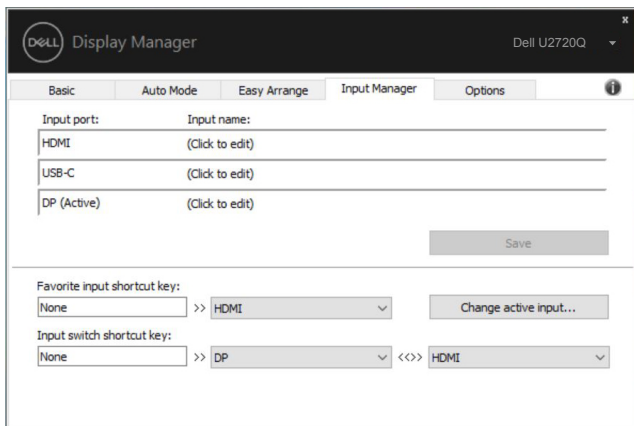 x
DELL Display Manager Dell U2720Q
Basic Auto Mode Easy Arrange Input Manager Options i
Input port: Input name:
HDMI (Click to edit)
USB-C (Click to edit)
DP (Active) (Click to edit)
Save
Favorite input shortcut key:
None >> HDMI Change active input...
Input switch shortcut key:
None >> DP <<>> HDMI